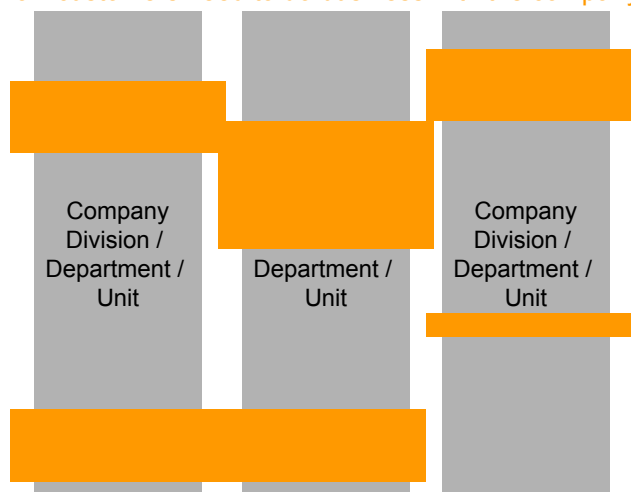 Company
Division /
Department /
Unit
Department /
Unit
Company
Division /
Department /
Unit